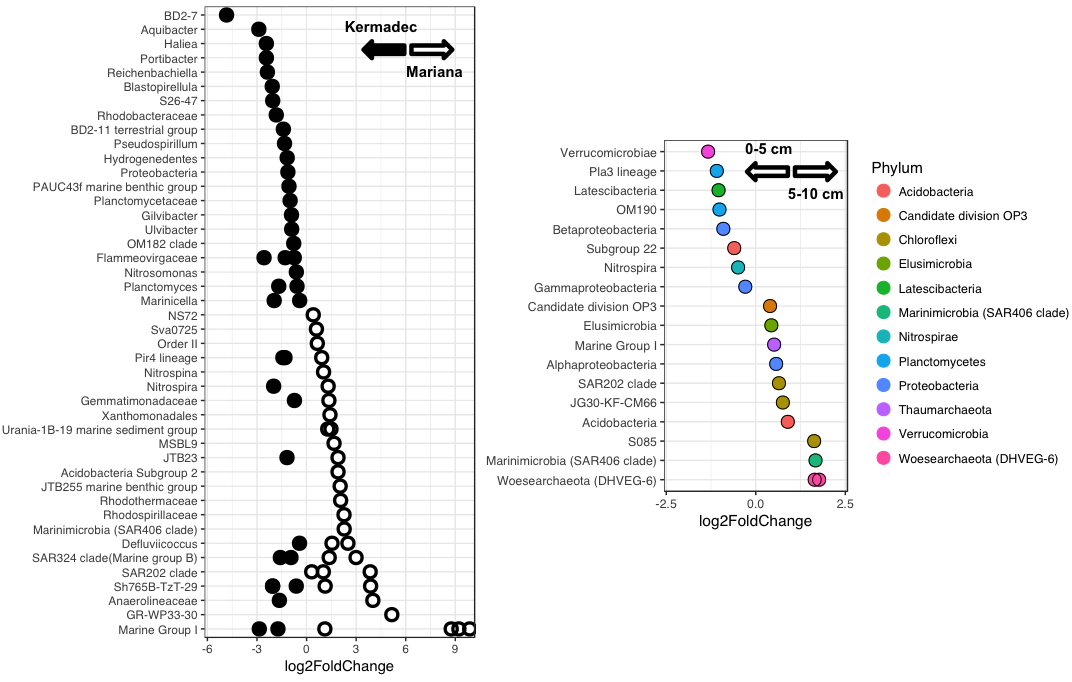 BD2-7
Aquibacter
Haliea
Portibacter
Reichenbachiella
Blastopirellula
S26-47
Rhodobacteraceae
BD2-11 terrestrial group
Pseudospirillum
Hydrogenedentes
Proteobacteria
PAUC43f marine benthic group
Planctomycetaceae
Gilvibacter
Ulvibacter
OM182 clade
Flammeovirgaceae
Nitrosomonas
Planctomyces
Marinicella
NS72
Sva0725
Order II
Pir4 lineage
Nitrospina
Nitrospira
Gemmatimonadaceae
Xanthomonadales
Urania-1B-19 marine sediment group
MSBL9
JTB23
Acidobacteria Subgroup 2
JTB255 marine benthic group
Rhodothermaceae
Rhodospirillaceae
Marinimicrobia (SAR406 clade)
Defluviicoccus
SAR324 clade(Marine group B)
SAR202 clade
Sh765B-TzT-29
Anaerolineaceae
GR-WP33-30
Marine Group I
Kermadec
Mariana
-6 -3 0 3 6 9
log2FoldChange
Verrucomicrobiae
Pla3 lineage
Latescibacteria
OM190
Betaproteobacteria
Subgroup 22
Nitrospira
Gammaproteobacteria
Candidate division OP3
Elusimicrobia
Marine Group I
Alphaproteobacteria
SAR202 clade
JG30-KF-CM66
Acidobacteria
S085
Marinimicrobia (SAR406 clade)
Woesearchaeota (DHVEG-6)
0-5 cm
5-10 cm
-2.5 0.0 2.5
log2FoldChange
Phylum
Acidobacteria
Candidate division OP3
Chloroflexi
Elusimicrobia
Latescibacteria
Marinimicrobia (SAR406 clade)
Nitrospirae
Planctomycetes
Proteobacteria
Thaumarchaeota
Verrucomicrobia
Woesearchaeota (DHVEG-6)